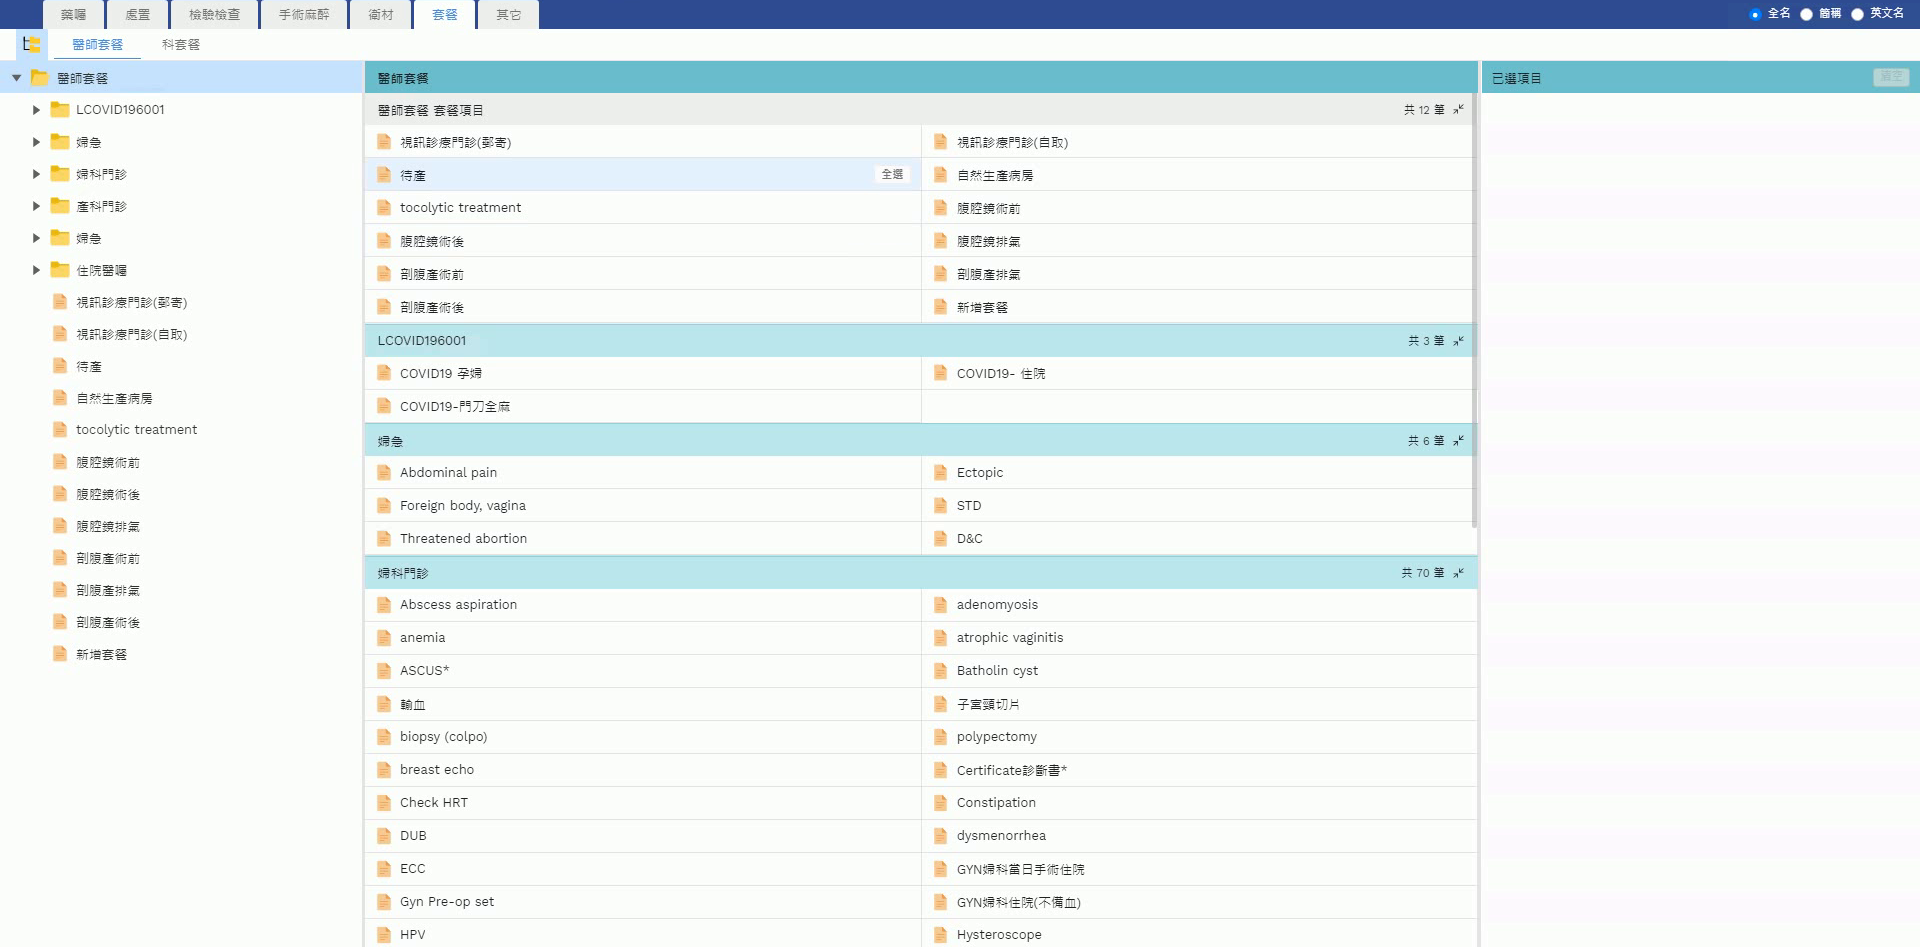 藥囑 處置 檢驗檢查 手術麻醉 衛材 套餐 其它 全名 簡稱 英文名
醫師套餐 科套餐
醫師套餐
LCOVID196001
婦急
婦科門診
產科門診
婦急
住院醫囑
視訊診療門診(郵寄)
視訊診療門診(自取)
待產
自然生產病房
tocolytic treatment
腹腔鏡術前
腹腔鏡術後
腹腔鏡排氣
剖腹產術前
剖腹產排氣
剖腹產術後
新增套餐
醫師套餐
醫師套餐 套餐項目 共 12 筆
視訊診療門診(郵寄) 視訊診療門診(自取)
待產 全選 自然生產病房
tocolytic treatment 腹腔鏡術前
腹腔鏡術後 腹腔鏡排氣
剖腹產術前 剖腹產排氣
剖腹產術後 新增套餐
LCOVID196001 共 3 筆
COVID19 孕婦 COVID19- 住院
COVID19-門刀全麻
婦急 共 6 筆
Abdominal pain Ectopic
Foreign body, vagina STD
Threatened abortion D&C
婦科門診 共 70 筆
Abscess aspiration adenomyosis
anemia atrophic vaginitis
ASCUS* Batholin cyst
輸血 子宮頸切片
biopsy (colpo) polypectomy
breast echo Certificate診斷書*
Check HRT Constipation
DUB dysmenorrhea
ECC GYN婦科當日手術住院
Gyn Pre-op set GYN婦科住院(不備血)
HPV Hysteroscope
已選項目 清空